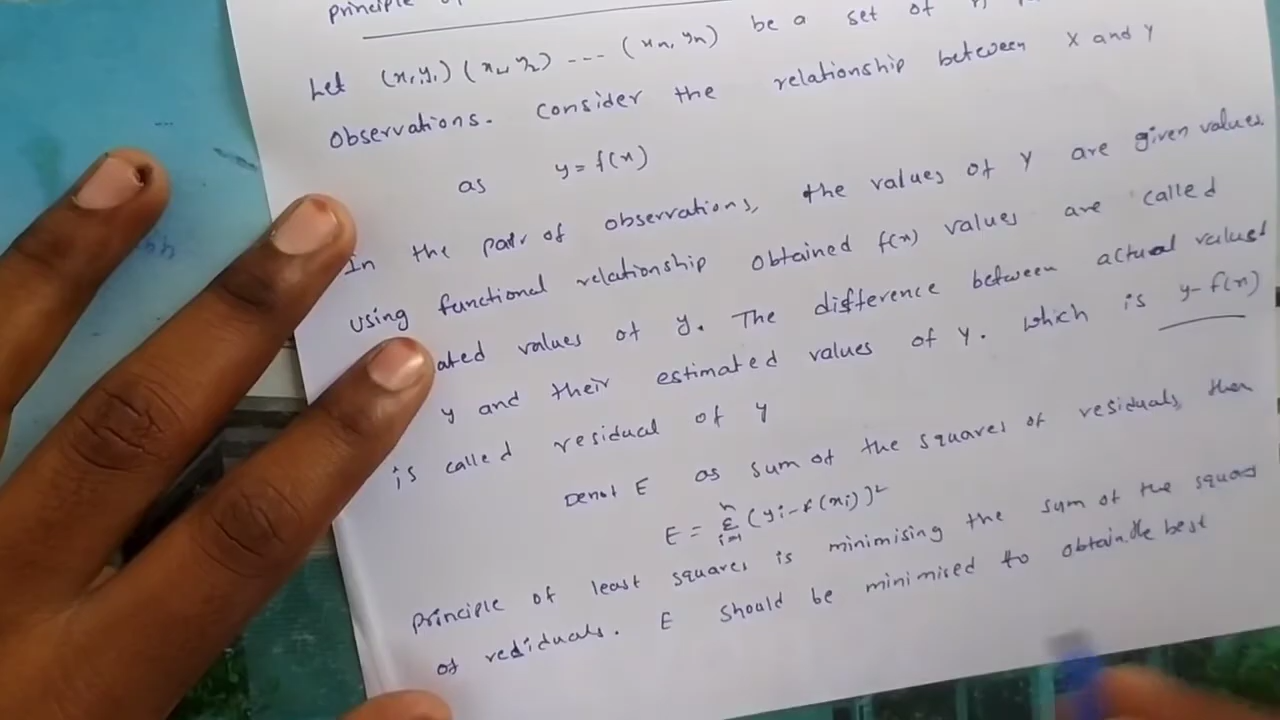 principle of
Let (x1,y1) (x2, y2) --- (xn, yn) be a set of n
observations. Consider the relationship between X and Y
as y = f(x)
In the pair of observations, the values of Y are given values.
Using functional relationship obtained f(x) values are called
ated values of y. The difference between actual values
y and their estimated values of Y. which is y-f(x)
is called residual of Y
Denot E as sum of the squares of residuals, then
E = n Σ i=1 (yi-f(xi))²
principle of least squares is minimising the sum of the squares
of rediduals. E should be minimised to obtain the best